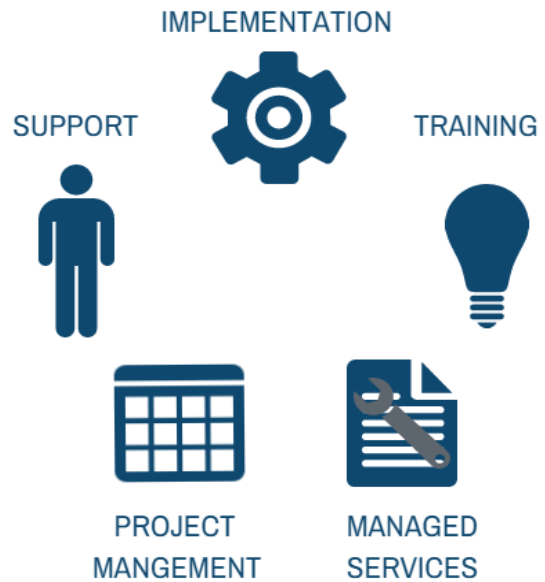 IMPLEMENTATION
SUPPORT
TRAINING
PROJECT
MANGEMENT
MANAGED
SERVICES